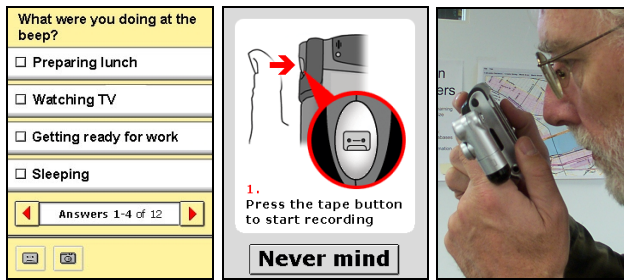 What were you doing at the
beep?
Preparing lunch
Watching TV
Getting ready for work
Sleeping
Answers 1-4 of 12
1.
Press the tape button
to start recording
Never mind